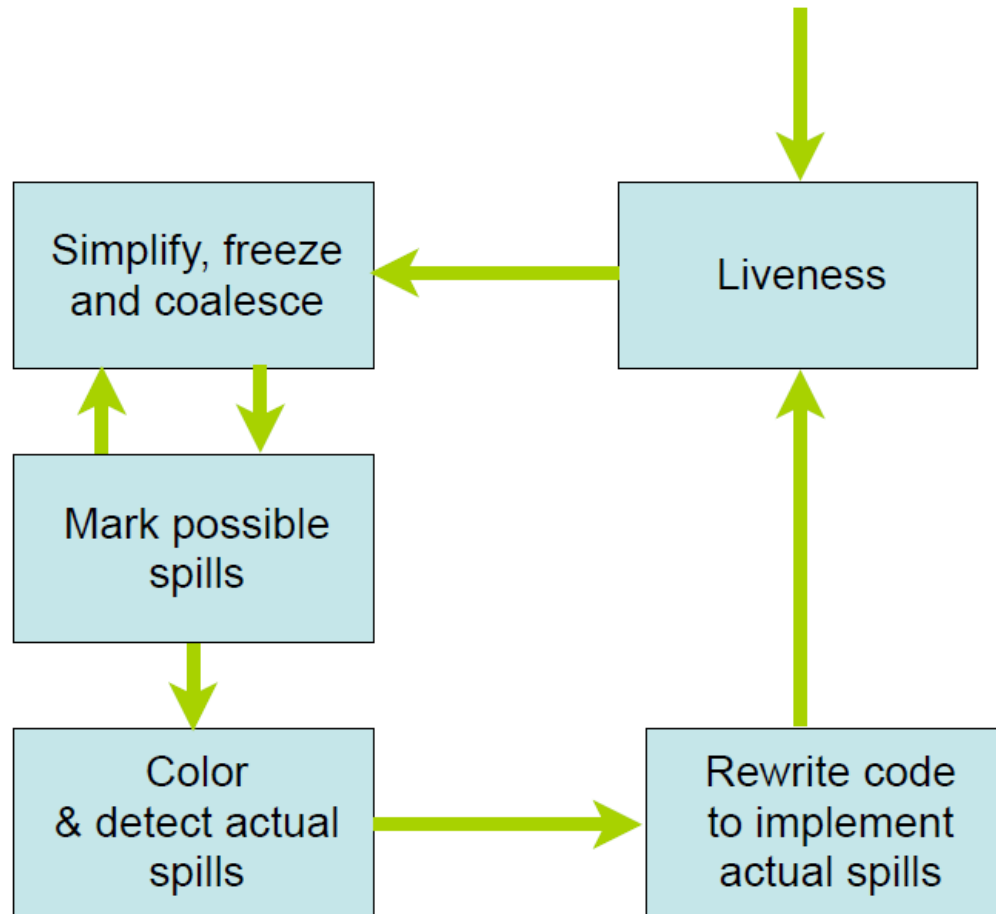 Simplify, freeze
and coalesce
Liveness
Mark possible
spills
Color
& detect actual
spills
Rewrite code
to implement
actual spills